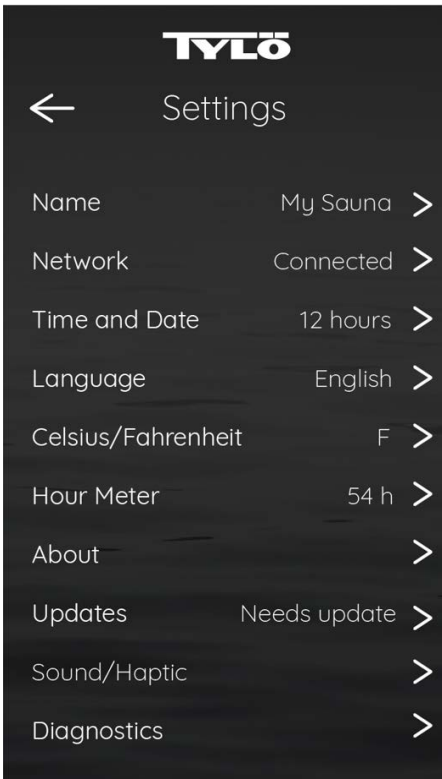 TYLÖ
Settings
Name My Sauna
Network Connected
Time and Date 12 hours
Language English
Celsius/Fahrenheit F
Hour Meter 54 h
About
Updates Needs update
Sound/Haptic
Diagnostics